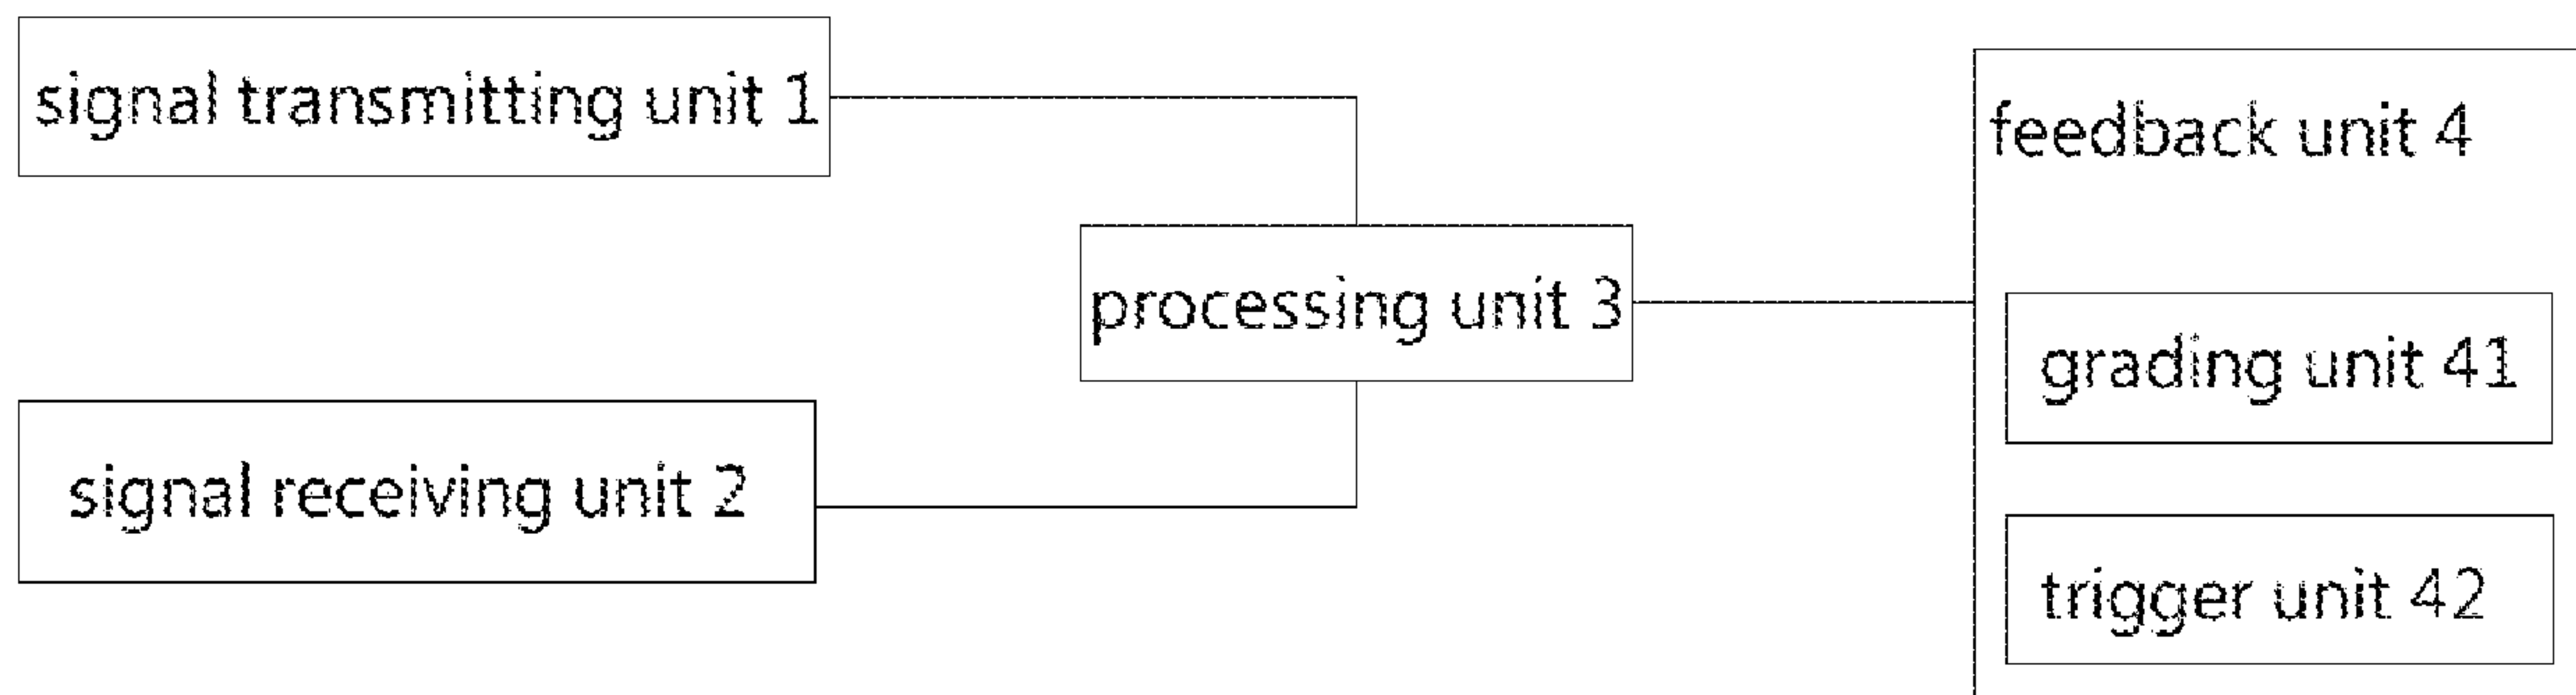 signal transmitting unit 1
feedback unit 4
processing unit 3
grading unit 41
signal receiving unit 2
trigger unit 42